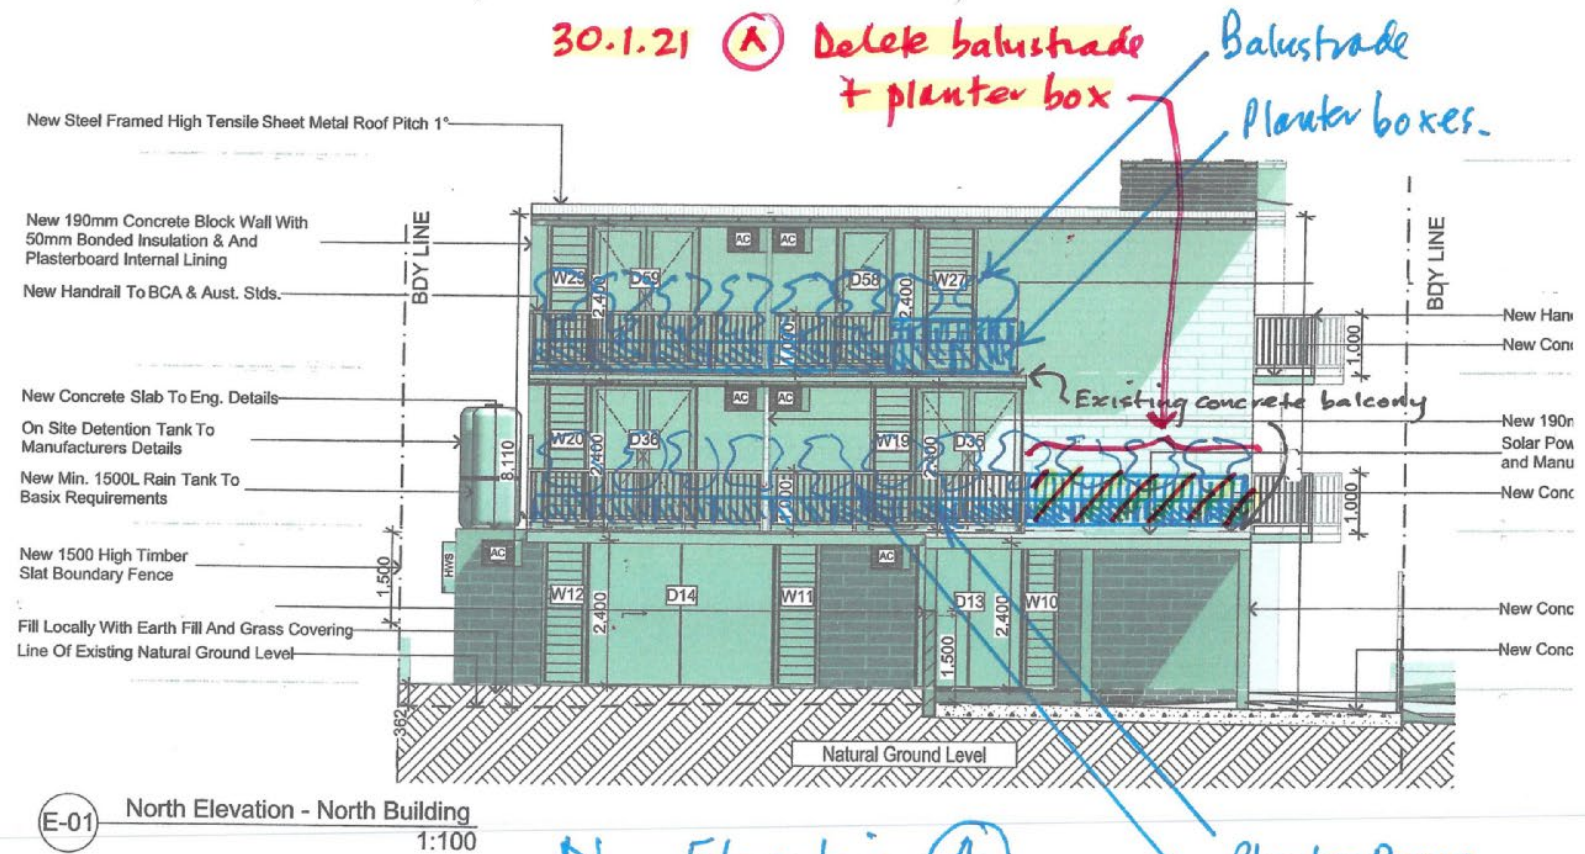 30.1.21 A Delete balustrade
+ planter box
Balustrade
Planter boxes.
New Steel Framed High Tensile Sheet Metal Roof Pitch 1°
New 190mm Concrete Block Wall With
50mm Bonded Insulation & And
Plasterboard Internal Lining
New Handrail To BCA & Aust. Stds.
New Concrete Slab To Eng. Details
On Site Detention Tank To
Manufacturers Details
New Min. 1500L Rain Tank To
Basix Requirements
New 1500 High Timber
Slat Boundary Fence
Fill Locally With Earth Fill And Grass Covering
Line Of Existing Natural Ground Level
BDY LINE
BDY LINE
AC AC
W29 D59 D58 W27
2,400 2,400
AC AC
W20 D36 W19 D35
2,400
8.110
Existing concrete balcony
New Han
New Conc
1,000
New 190m
Solar Pow
and Manu
New Conc
1,000
HWS AC AC
W12 D14 W11 D13 W10
2,400 2,400
1,500 1,500
362
New Conc
New Conc
Natural Ground Level
E-01 North Elevation - North Building
1:100